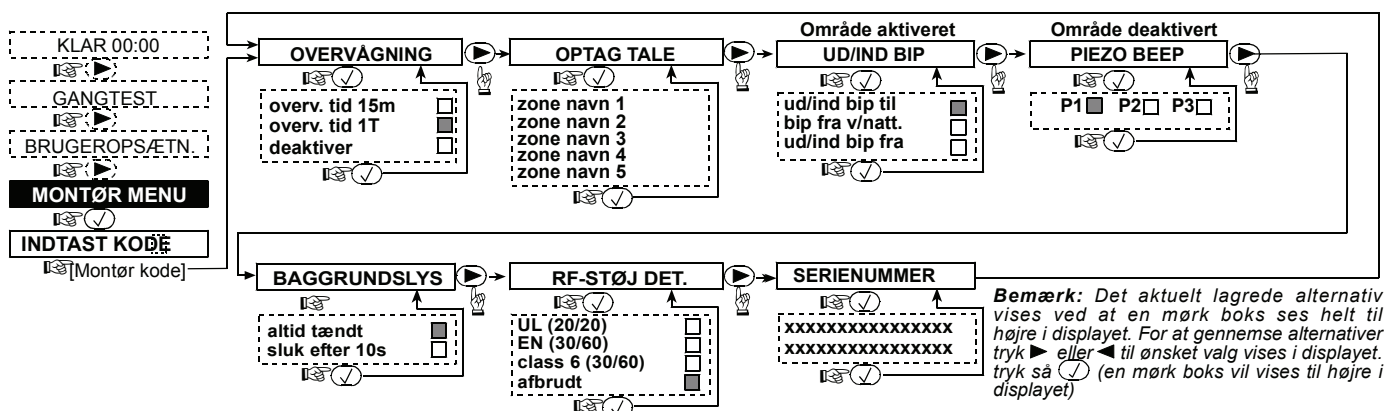 KLAR 00:00
GANGTEST
BRUGEROPSÆTN.
MONTØR MENU
INDTAST KODE
[Montør kode]
OVERVÅGNING
overv. tid 15m
overv. tid 1T
deaktiver
OPTAG TALE
zone navn 1
zone navn 2
zone navn 3
zone navn 4
zone navn 5
Område aktiveret
UD/IND BIP
ud/ind bip til
bip fra v/natt.
ud/ind bip fra
Område deaktivert
PIEZO BEEP
P1 P2 P3
BAGGRUNDSLYS
altid tændt
sluk efter 10s
RF-STØJ DET.
UL (20/20)
EN (30/60)
class 6 (30/60)
afbrudt
SERIENUMMER
xxxxxxxxxxxxxxxx
xxxxxxxxxxxxxxxx
Bemærk: Det aktuelt lagrede alternativ
vises ved at en mørk boks ses helt til
højre i displayet. For at gennemse alternativer
tryk ▶ eller ◀ til ønsket valg vises i displayet.
tryk så ✓ (en mørk boks vil vises til højre i
displayet)